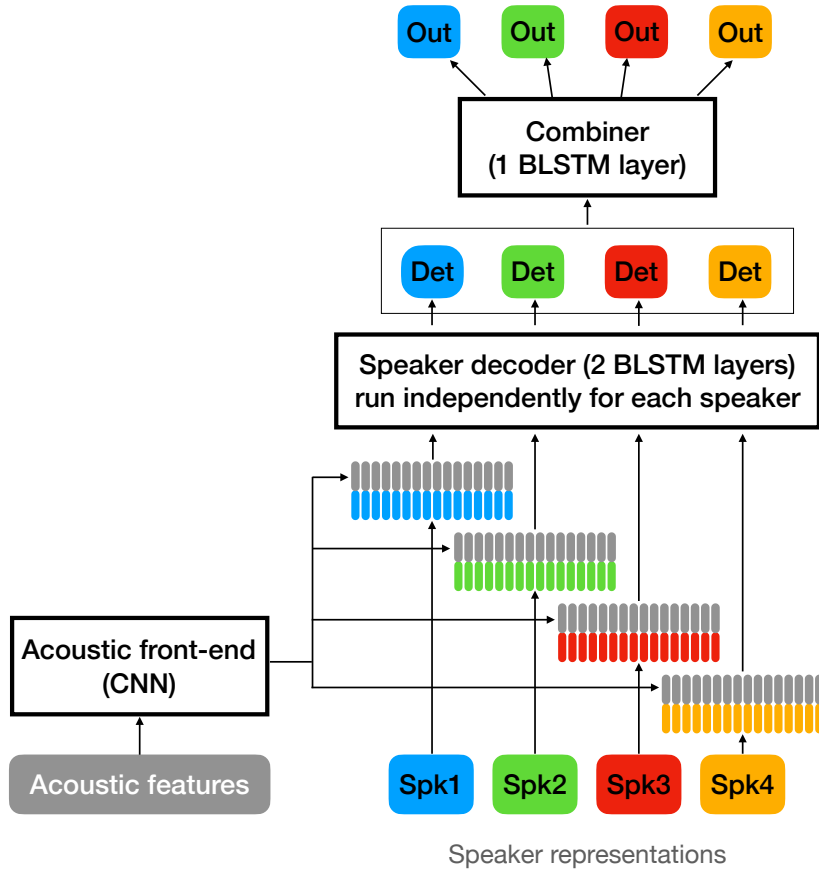 Out Out Out Out
Combiner
(1 BLSTM layer)
Det Det Det Det
Speaker decoder (2 BLSTM layers)
run independently for each speaker
Acoustic front-end
(CNN)
Acoustic features
Spk1 Spk2 Spk3 Spk4
Speaker representations